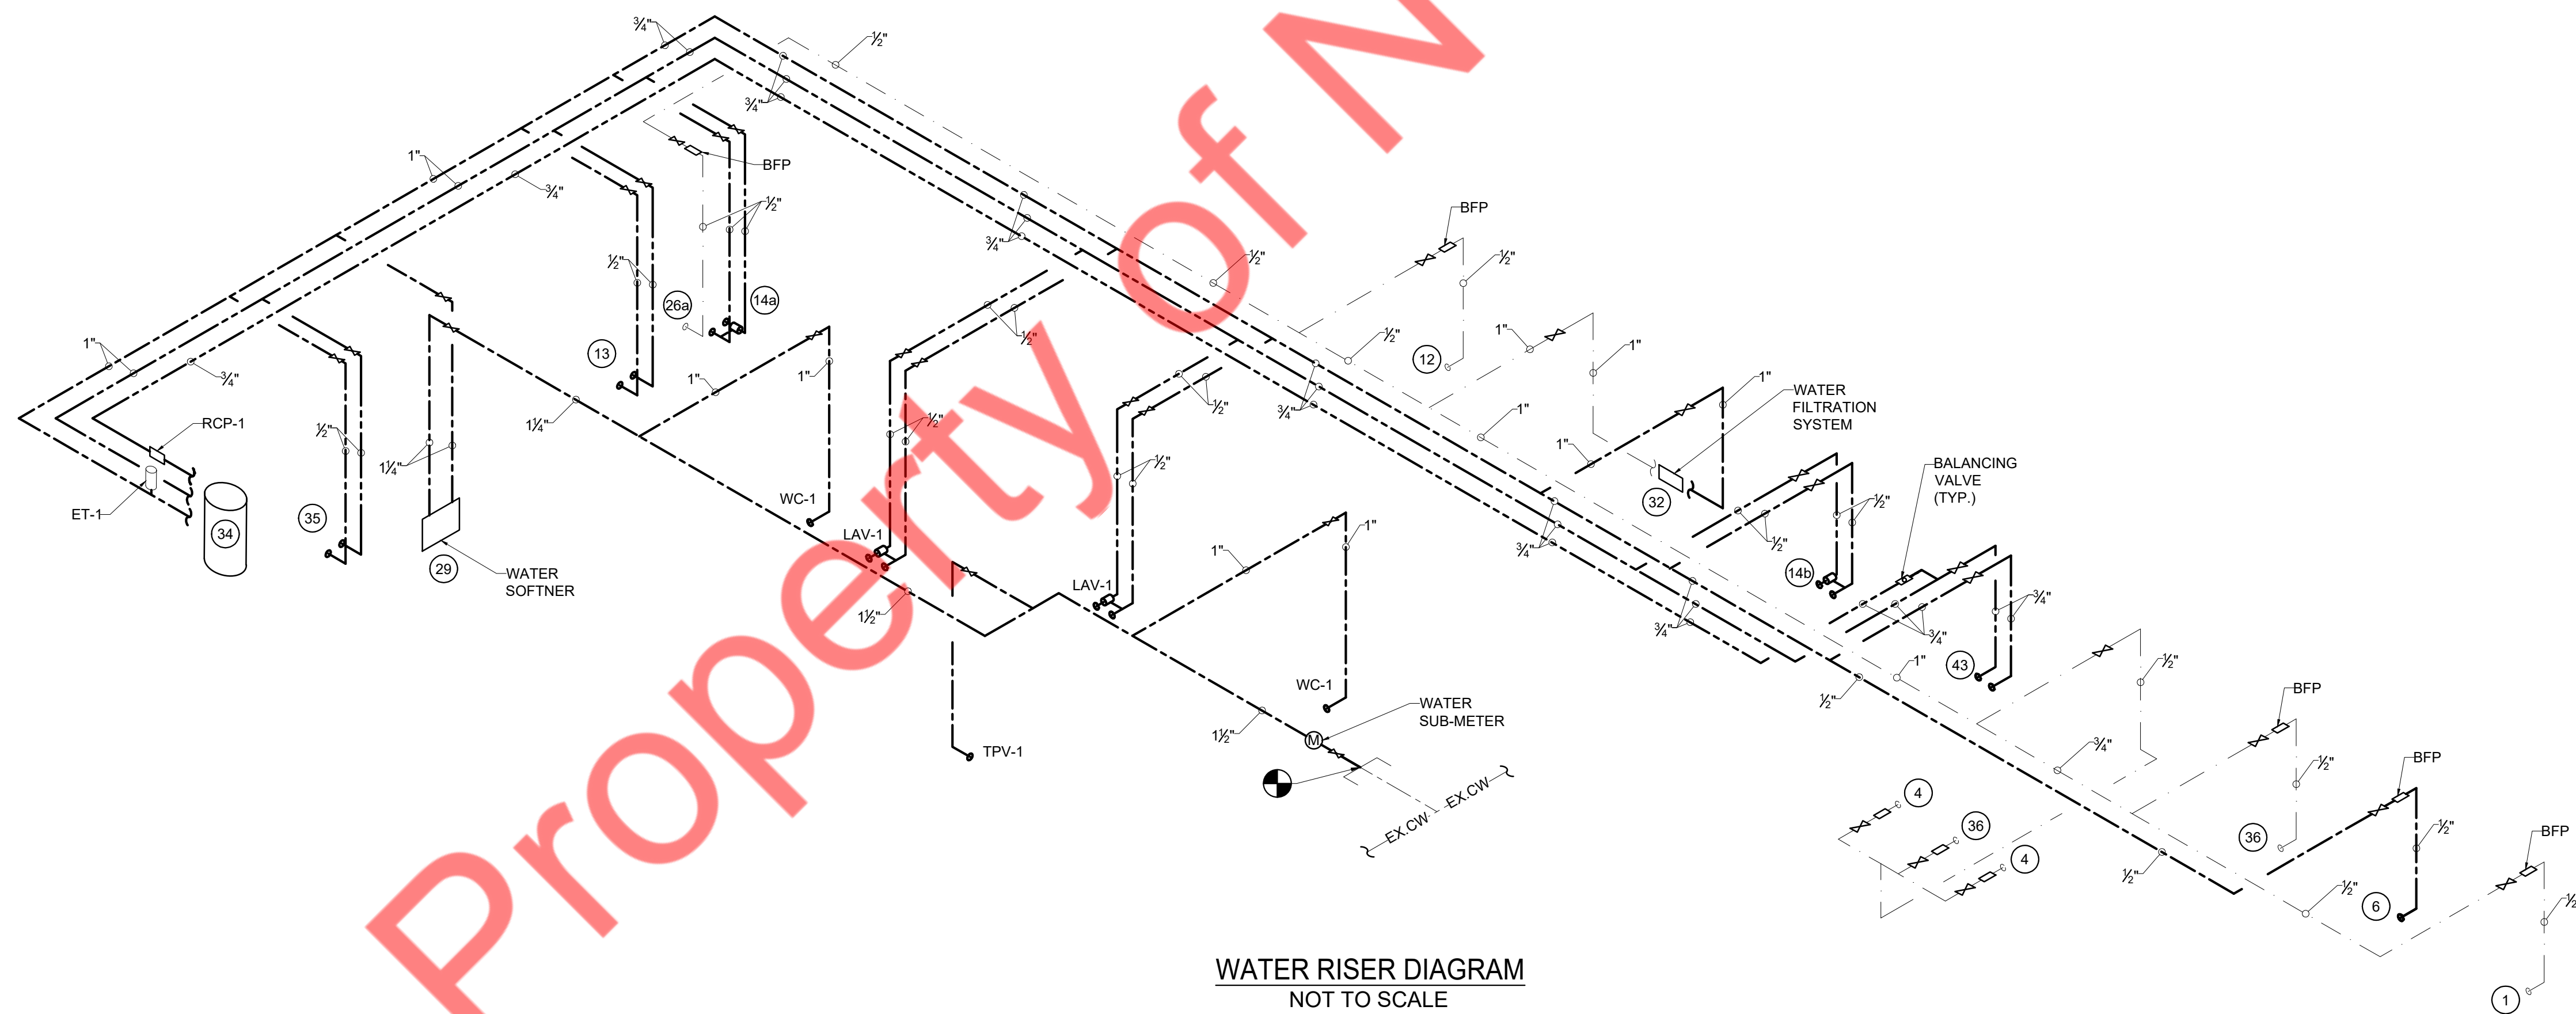 Property of N
¾"
½"
¾"
1"
BFP
¾"
½"
BFP
¾"
½"
½"
½"
26a
14a
½"
1"
12
1"
13
1"
1"
¾"
1"
1"
½"
¾"
1"
WATER
FILTRATION
SYSTEM
RCP-1
½"
1¼"
½"
1"
1¼"
½"
BALANCING
VALVE
(TYP.)
ET-1
34
35
WC-1
32
½"
LAV-1
1"
1"
¾"
½"
29
WATER
SOFTNER
14b
LAV-1
1½"
¾"
¾"
¾"
43
1"
½"
WC-1
½"
BFP
WATER
SUB-METER
1½"
M
TPV-1
¾"
½"
BFP
EX.CW
4
EX.CW
36
36
½"
BFP
4
½"
½"
6
½
1
WATER RISER DIAGRAM
NOT TO SCALE